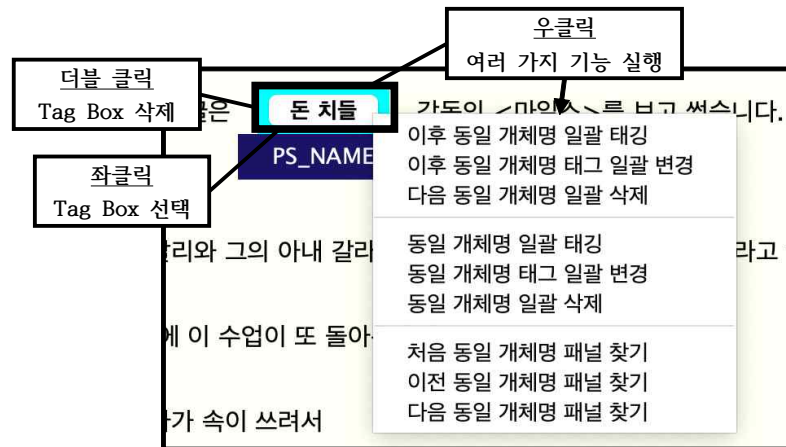 우클릭
여러 가지 기능 실행
더블 클릭
Tag Box 삭제
좌클릭
Tag Box 선택
은 돈 치들 감독의 <마일스>를 보고 썼습니다.
PS_NAME
이후 동일 개체명 일괄 태깅
이후 동일 개체명 태그 일괄 변경
다음 동일 개체명 일괄 삭제
동일 개체명 일괄 태깅
동일 개체명 태그 일괄 변경
동일 개체명 일괄 삭제
처음 동일 개체명 패널 찾기
이전 동일 개체명 패널 찾기
다음 동일 개체명 패널 찾기
갈리와 그의 아내 갈라 라고
에 이 수업이 또 돌아
가 속이 쓰려서